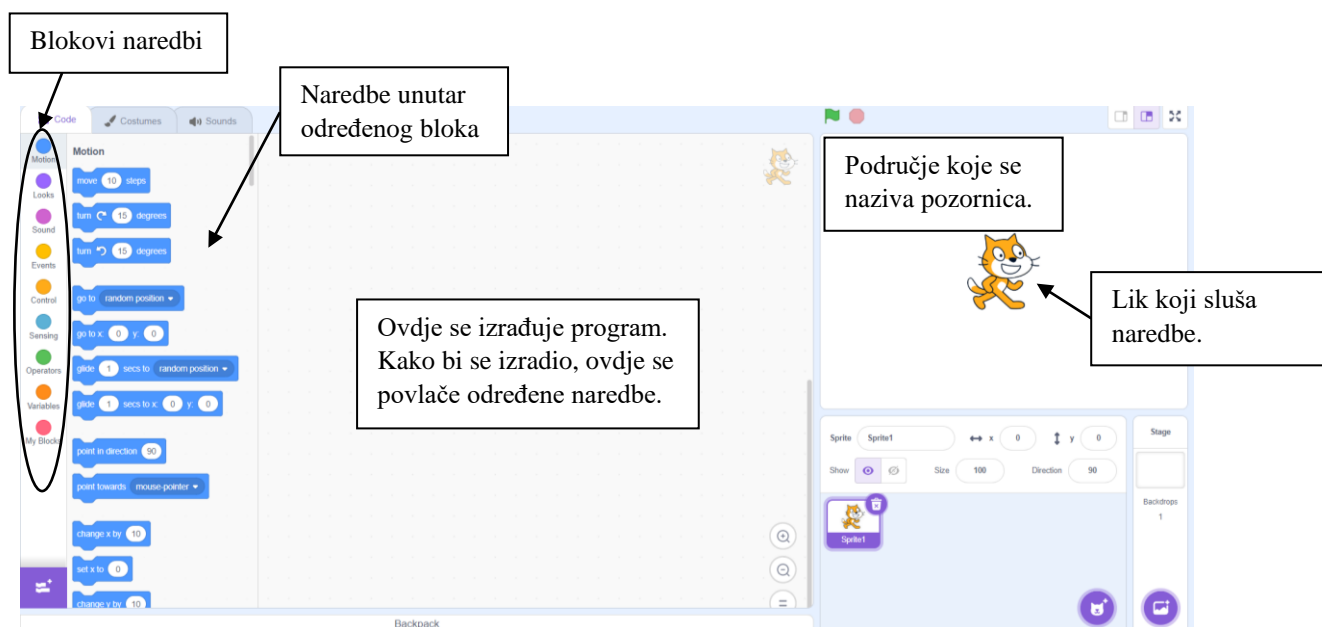 Blokovi naredbi
Naredbe unutar
određenog bloka
Code
Costumes
Sounds
Motion
Looks
Sound
Events
Control
Sensing
Operators
Variables
My Blocks
Motion
move 10 steps
turn 15 degrees
turn 15 degrees
go to random position
go to x: 0 y: 0
glide 1 secs to random position
glide 1 secs to x: 0 y: 0
point in direction 90
point towards mouse-pointer
change x by 10
set x to 0
change y by 10
Ovdje se izrađuje program.
Kako bi se izradio, ovdje se
povlače određene naredbe.
Područje koje se
naziva pozornica.
Lik koji sluša
naredbe.
Sprite Sprite1 x 0 y 0
Show Size 100 Direction 90
Sprite1
Stage
Backdrops
1
Backpack